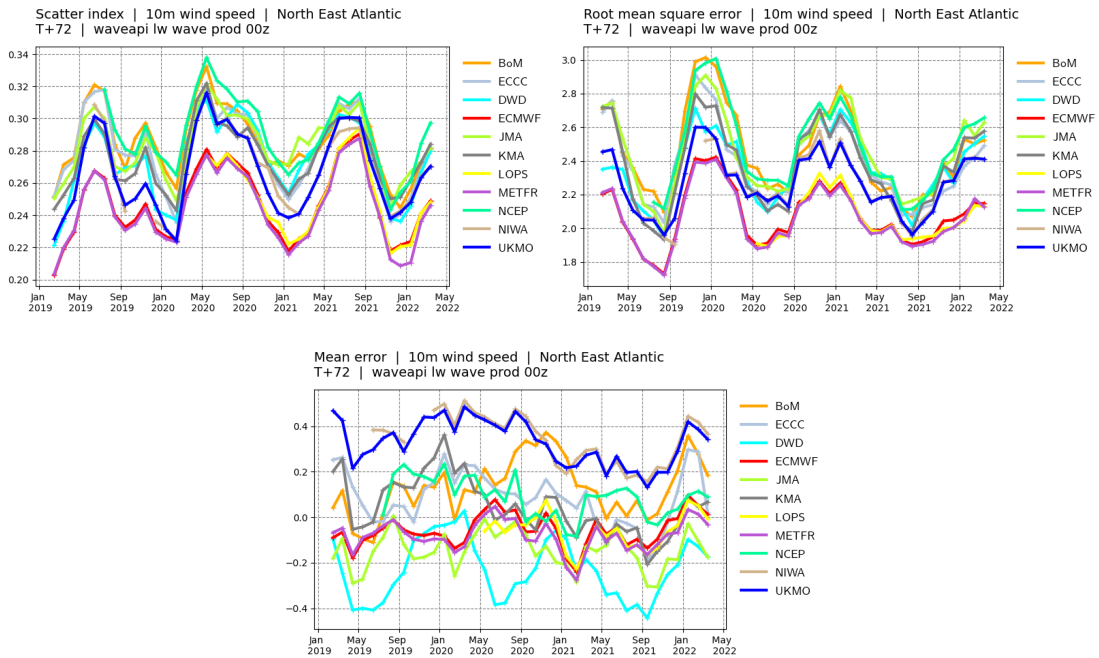 Scatter index | 10m wind speed | North East Atlantic
T+72 | waveapi lw wave prod 00z
0.34
0.32
0.30
0.28
0.26
0.24
0.22
0.20
Jan May Sep Jan May Sep Jan May Sep Jan May
2019 2019 2019 2020 2020 2020 2021 2021 2021 2022 2022
BoM
ECCC
DWD
ECMWF
JMA
KMA
LOPS
METFR
NCEP
NIWA
UKMO
Root mean square error | 10m wind speed | North East Atlantic
T+72 | waveapi lw wave prod 00z
3.0
2.8
2.6
2.4
2.2
2.0
1.8
Jan May Sep Jan May Sep Jan May Sep Jan May
2019 2019 2019 2020 2020 2020 2021 2021 2021 2022 2022
BoM
ECCC
DWD
ECMWF
JMA
KMA
LOPS
METFR
NCEP
NIWA
UKMO
Mean error | 10m wind speed | North East Atlantic
T+72 | waveapi lw wave prod 00z
0.4
0.2
0.0
−0.2
−0.4
Jan May Sep Jan May Sep Jan May Sep Jan May
2019 2019 2019 2020 2020 2020 2021 2021 2021 2022 2022
BoM
ECCC
DWD
ECMWF
JMA
KMA
LOPS
METFR
NCEP
NIWA
UKMO